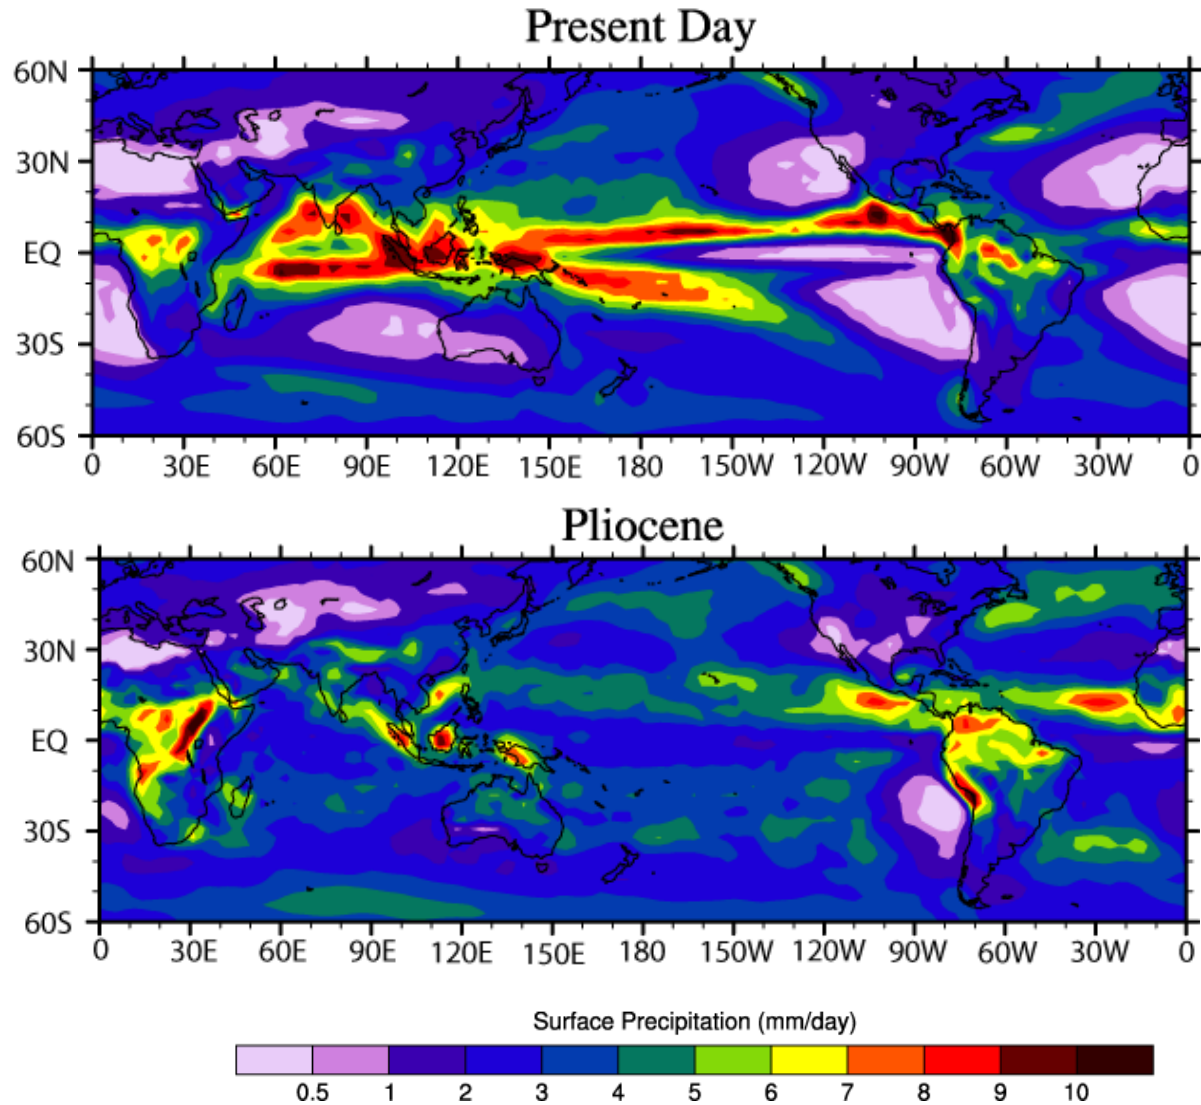 Present Day
60N
30N
EQ
30S
60S
0 30E 60E 90E 120E 150E 180 150W 120W 90W 60W 30W 0
Pliocene
60N
30N
EQ
30S
60S
0 30E 60E 90E 120E 150E 180 150W 120W 90W 60W 30W 0
Surface Precipitation (mm/day)
0.5 1 2 3 4 5 6 7 8 9 10